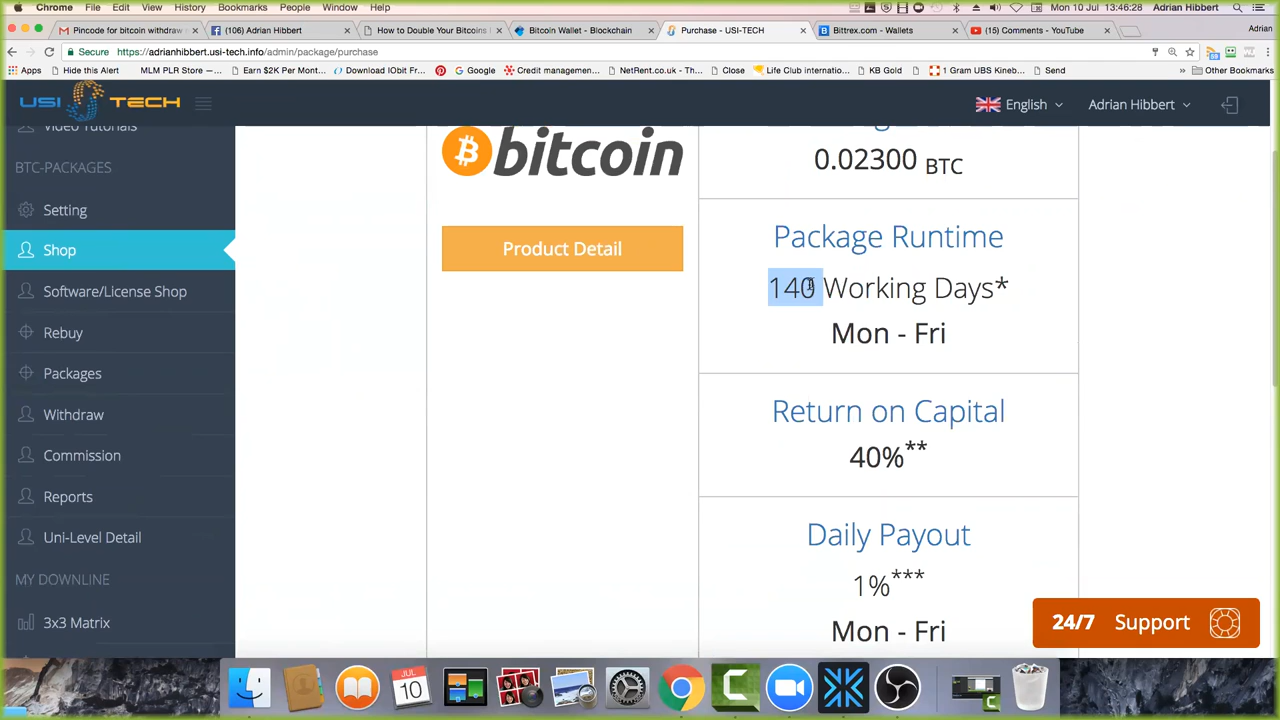 Chrome File Edit View History Bookmarks People Window Help
Mon 10 Jul 13:46:28 Adrian Hibbert
Pincode for bitcoin withdraw
(106) Adrian Hibbert
How to Double Your Bitcoins
Bitcoin Wallet - Blockchain
Purchase - USI-TECH
Bittrex.com - Wallets
(15) Comments - YouTube
Adrian
Secure https://adrianhibbert.usi-tech.info/admin/package/purchase
Apps Hide this Alert MLM PLR Store —... Earn $2K Per Mont... Download IObit Fr... Google Credit managemen... NetRent.co.uk - Th... Close Life Club internatio... KB Gold 1 Gram UBS Kineb... Send » Other Bookmarks
USI TECH
English
Adrian Hibbert
Video Tutorials
BTC-PACKAGES
Setting
Shop
Software/License Shop
Rebuy
Packages
Withdraw
Commission
Reports
Uni-Level Detail
MY DOWNLINE
3x3 Matrix
bitcoin
Product Detail
0.02300 BTC
Package Runtime
140 Working Days*
Mon - Fri
Return on Capital
40%**
Daily Payout
1%***
Mon - Fri
24/7 Support
JUL
10